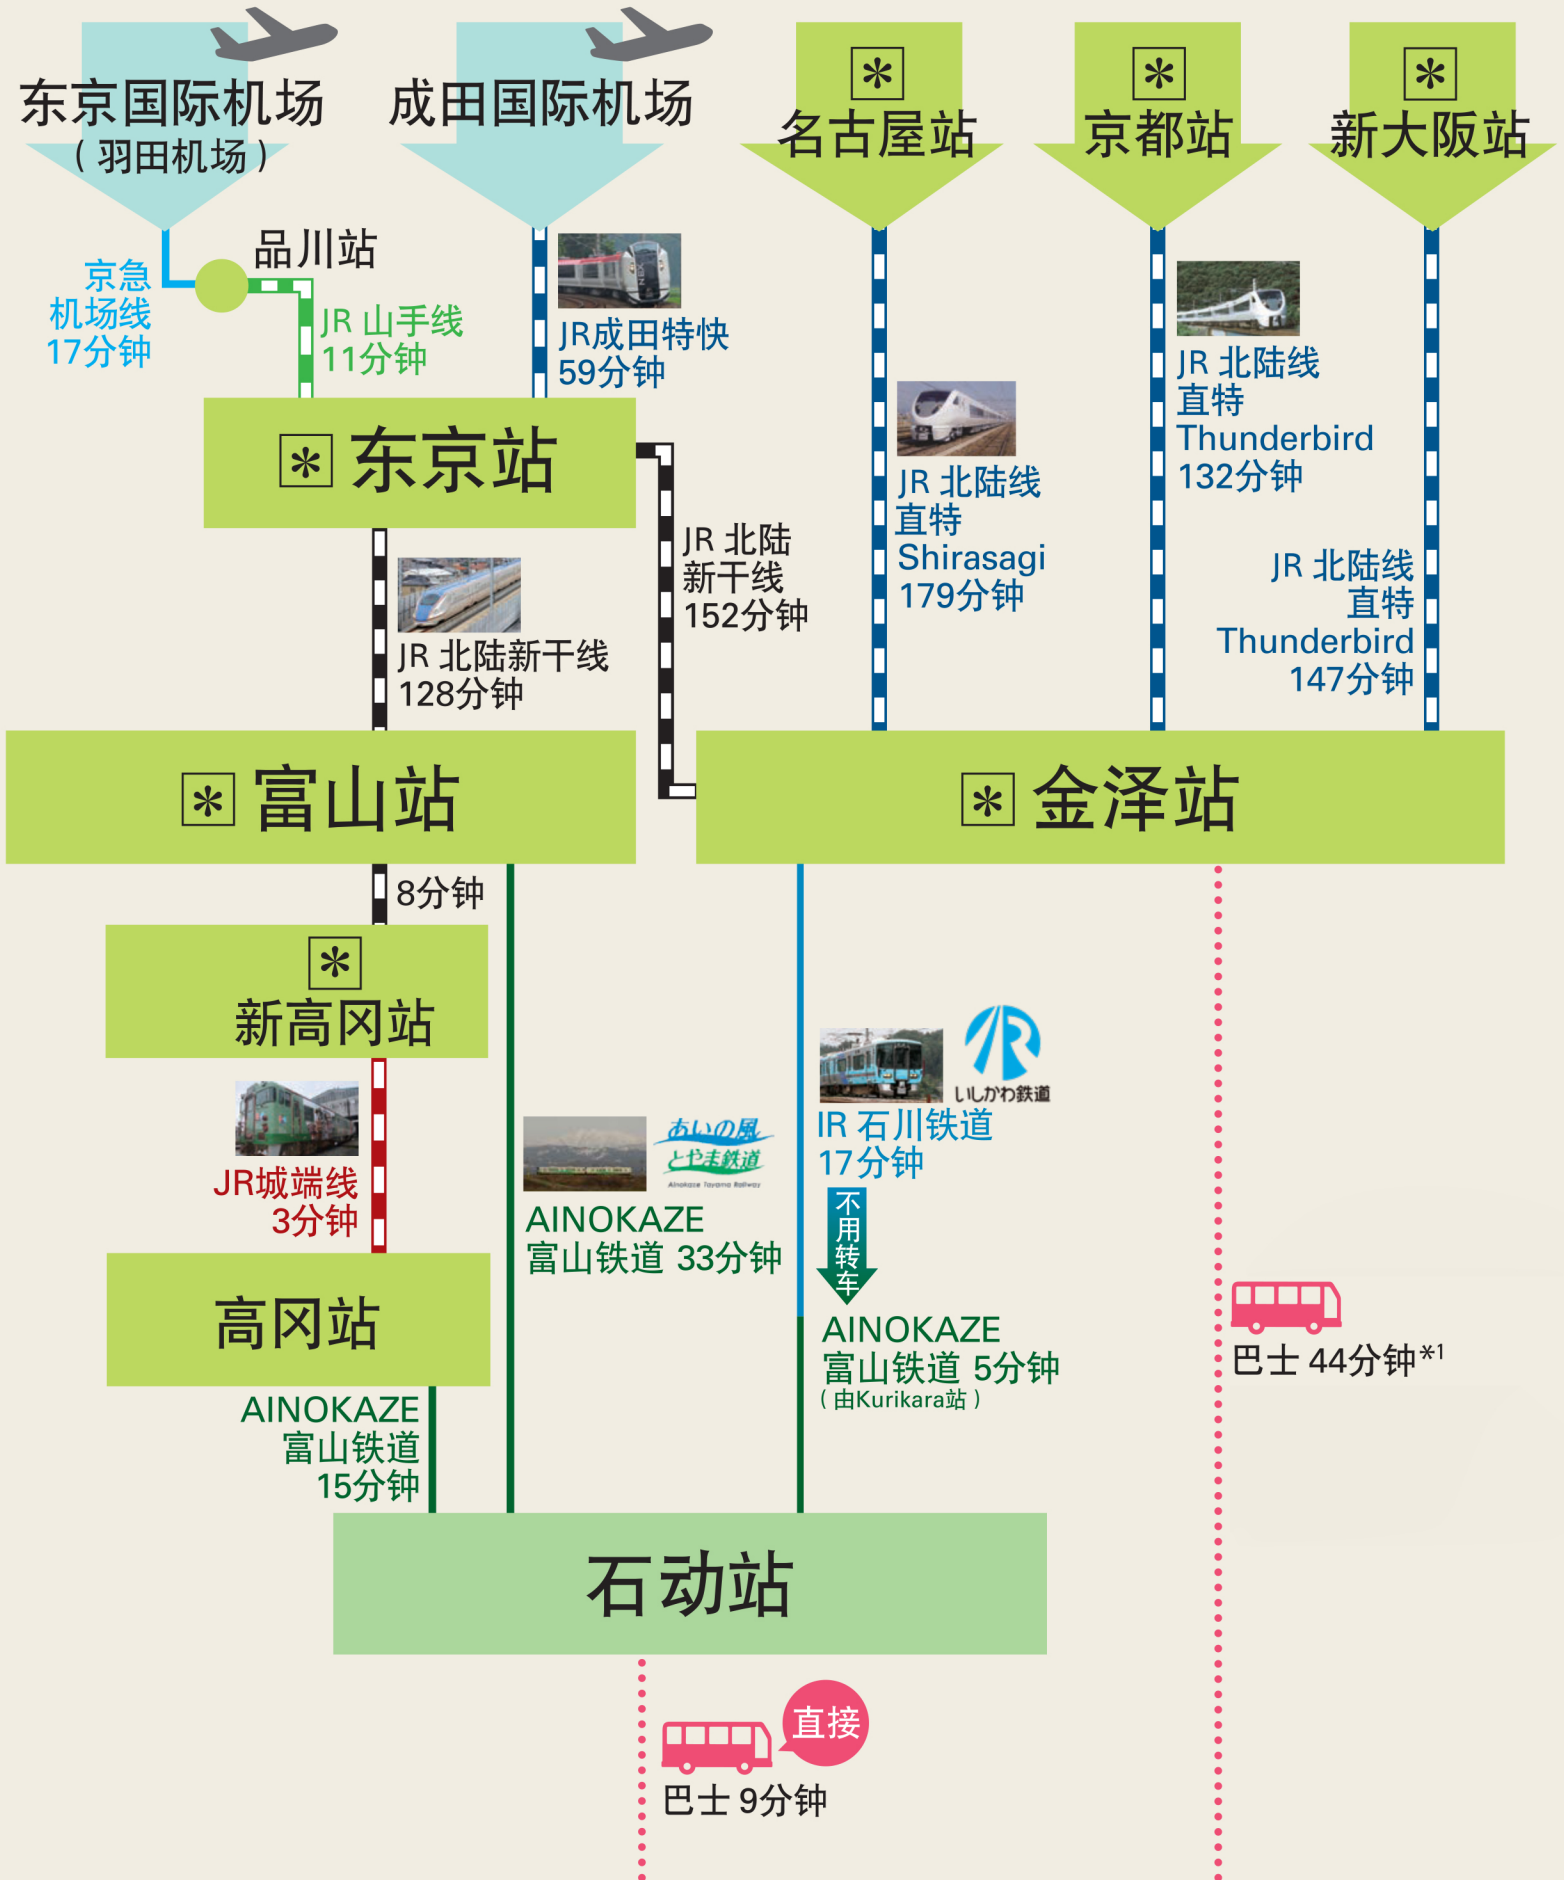 东京国际机场
（羽田机场）
成田国际机场
*
名古屋站
*
京都站
*
新大阪站
品川站
京急
机场线
17分钟
JR 山手线
11分钟
JR成田特快
59分钟
JR 北陆线
直特
Thunderbird
132分钟
* 东京站
JR 北陆线
直特
Shirasagi
179分钟
JR 北陆
新干线
152分钟
JR 北陆线
直特
Thunderbird
147分钟
JR 北陆新干线
128分钟
* 富山站
* 金泽站
8分钟
*
新高冈站
JR城端线
3分钟
あいの風
とやま鉄道
Ainokaze Toyama Railway
AINOKAZE
富山铁道 33分钟
IR
いしかわ鉄道
IR 石川铁道
17分钟
不用转车
AINOKAZE
富山铁道 5分钟
（由Kurikara站）
高冈站
巴士 44分钟*1
AINOKAZE
富山铁道
15分钟
石动站
直接
巴士 9分钟